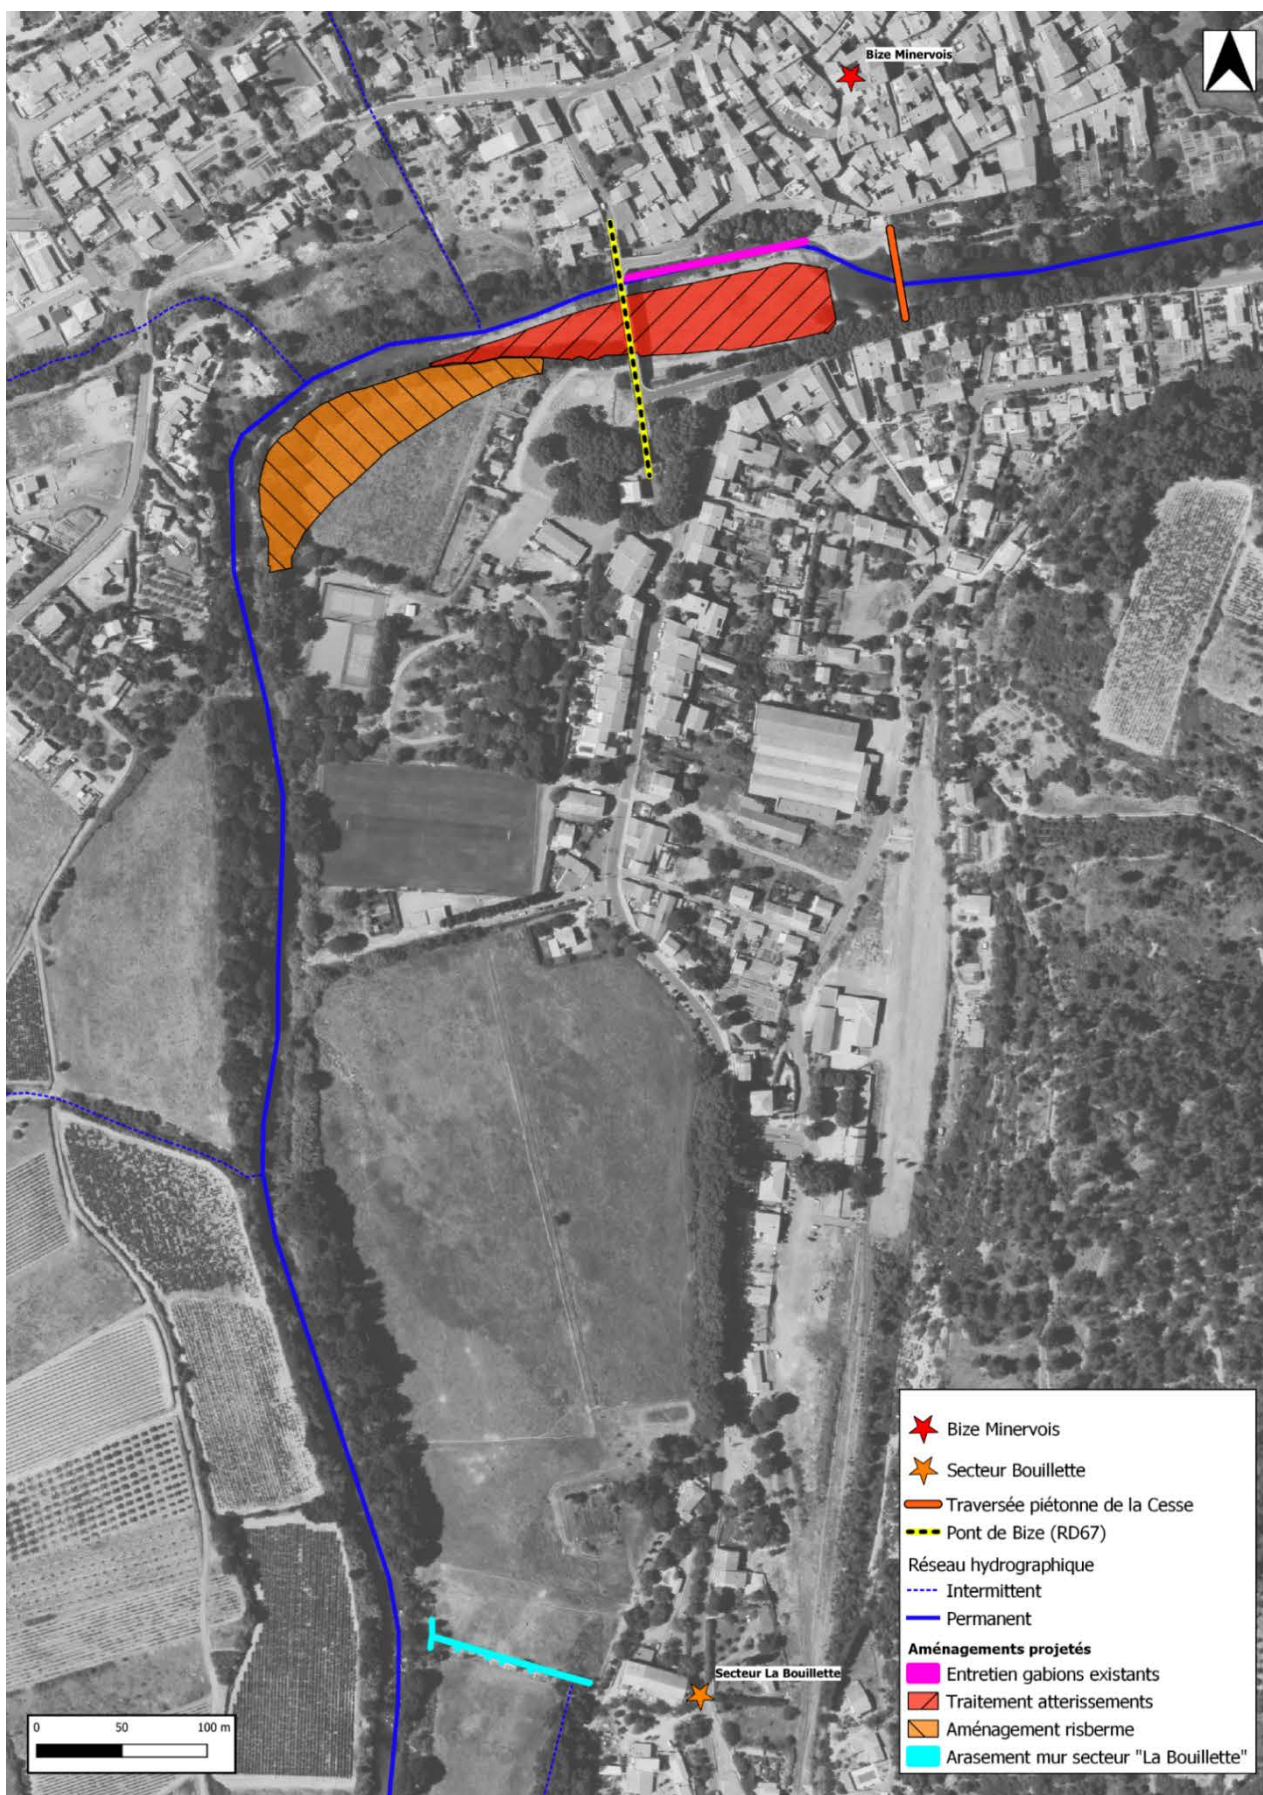 Bize Minervois
Bize Minervois
Secteur Bouillette
Traversée piétonne de la Cesse
Pont de Bize (RD67)
Réseau hydrographique
Intermittent
Permanent
Aménagements projetés
Entretien gabions existants
Traitement atterissements
Aménagement risberme
Arasement mur secteur "La Bouillette"
Secteur La Bouillette
0 50 100 m